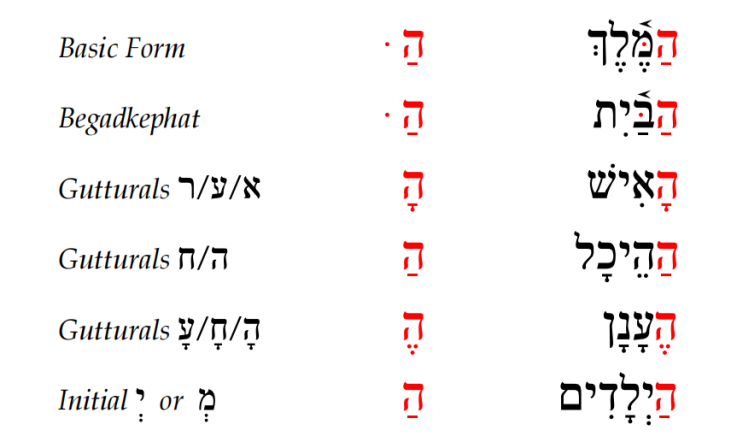 Basic Form הַ · הַמֶּ֫לֶךְ
Begadkephat הַ · הַבַּ֫יִת
Gutturals א/ע/ר הָ הָאִישׁ
Gutturals ה/ח הַ הַהֵיכָל
Gutturals הָ/חָ/עָ הֶ הֶעָנָן
Initial יְ or מְ הַ הַיְלָדִים